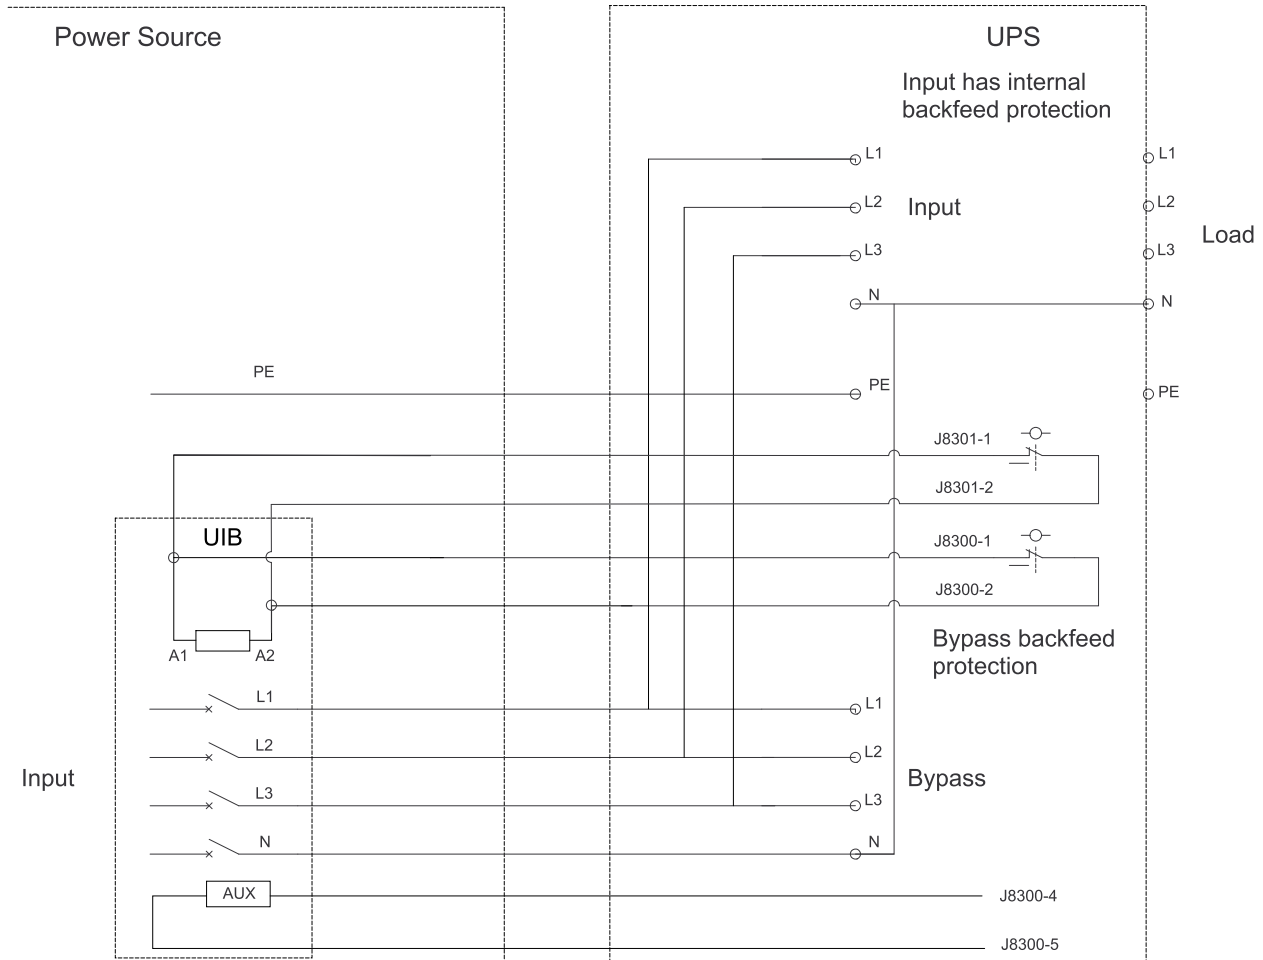 Power Source
UPS
Input has internal
backfeed protection
L1
L1
L2
Input
L2
Load
L3
L3
N
N
PE
PE
PE
J8301-1
J8301-2
UIB
J8300-1
J8300-2
Bypass backfeed
protection
A1
A2
L1
L1
L2
L2
Input
Bypass
L3
L3
N
N
AUX
J8300-4
J8300-5